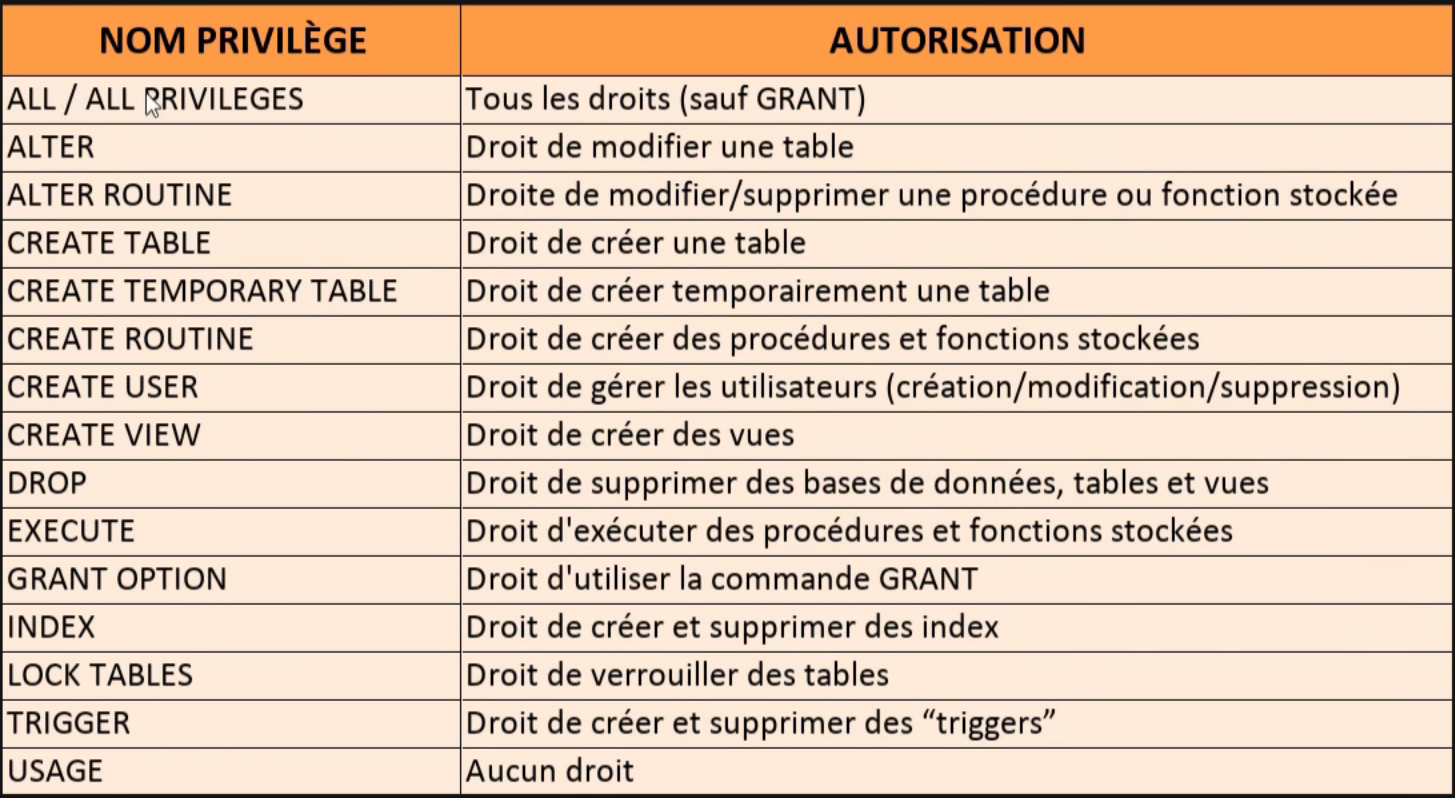 NOM PRIVILÈGE AUTORISATION
ALL / ALL PRIVILEGES Tous les droits (sauf GRANT)
ALTER Droit de modifier une table
ALTER ROUTINE Droite de modifier/supprimer une procédure ou fonction stockée
CREATE TABLE Droit de créer une table
CREATE TEMPORARY TABLE Droit de créer temporairement une table
CREATE ROUTINE Droit de créer des procédures et fonctions stockées
CREATE USER Droit de gérer les utilisateurs (création/modification/suppression)
CREATE VIEW Droit de créer des vues
DROP Droit de supprimer des bases de données, tables et vues
EXECUTE Droit d'exécuter des procédures et fonctions stockées
GRANT OPTION Droit d'utiliser la commande GRANT
INDEX Droit de créer et supprimer des index
LOCK TABLES Droit de verrouiller des tables
TRIGGER Droit de créer et supprimer des “triggers”
USAGE Aucun droit